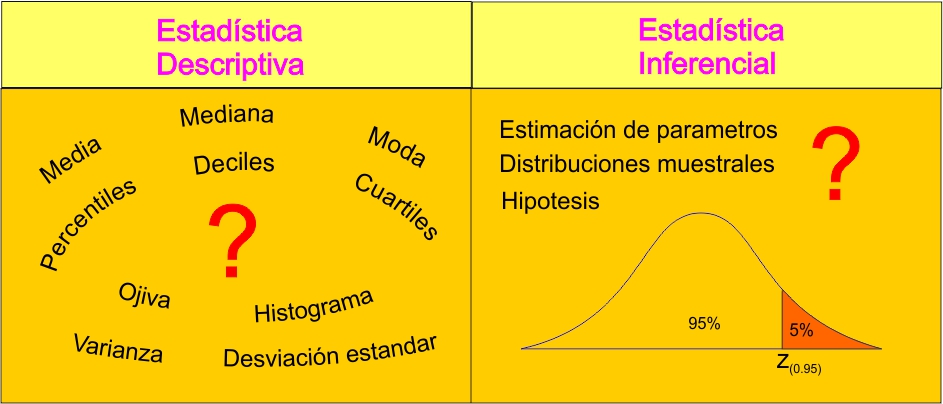 Estadística
Descriptiva
Estadística
Inferencial
Mediana
Media
Moda
Deciles
Percentiles
Cuartiles
?
Ojiva
Histograma
Varianza
Desviación estandar
Estimación de parametros
Distribuciones muestrales
Hipotesis
?
95%
5%
z(0.95)